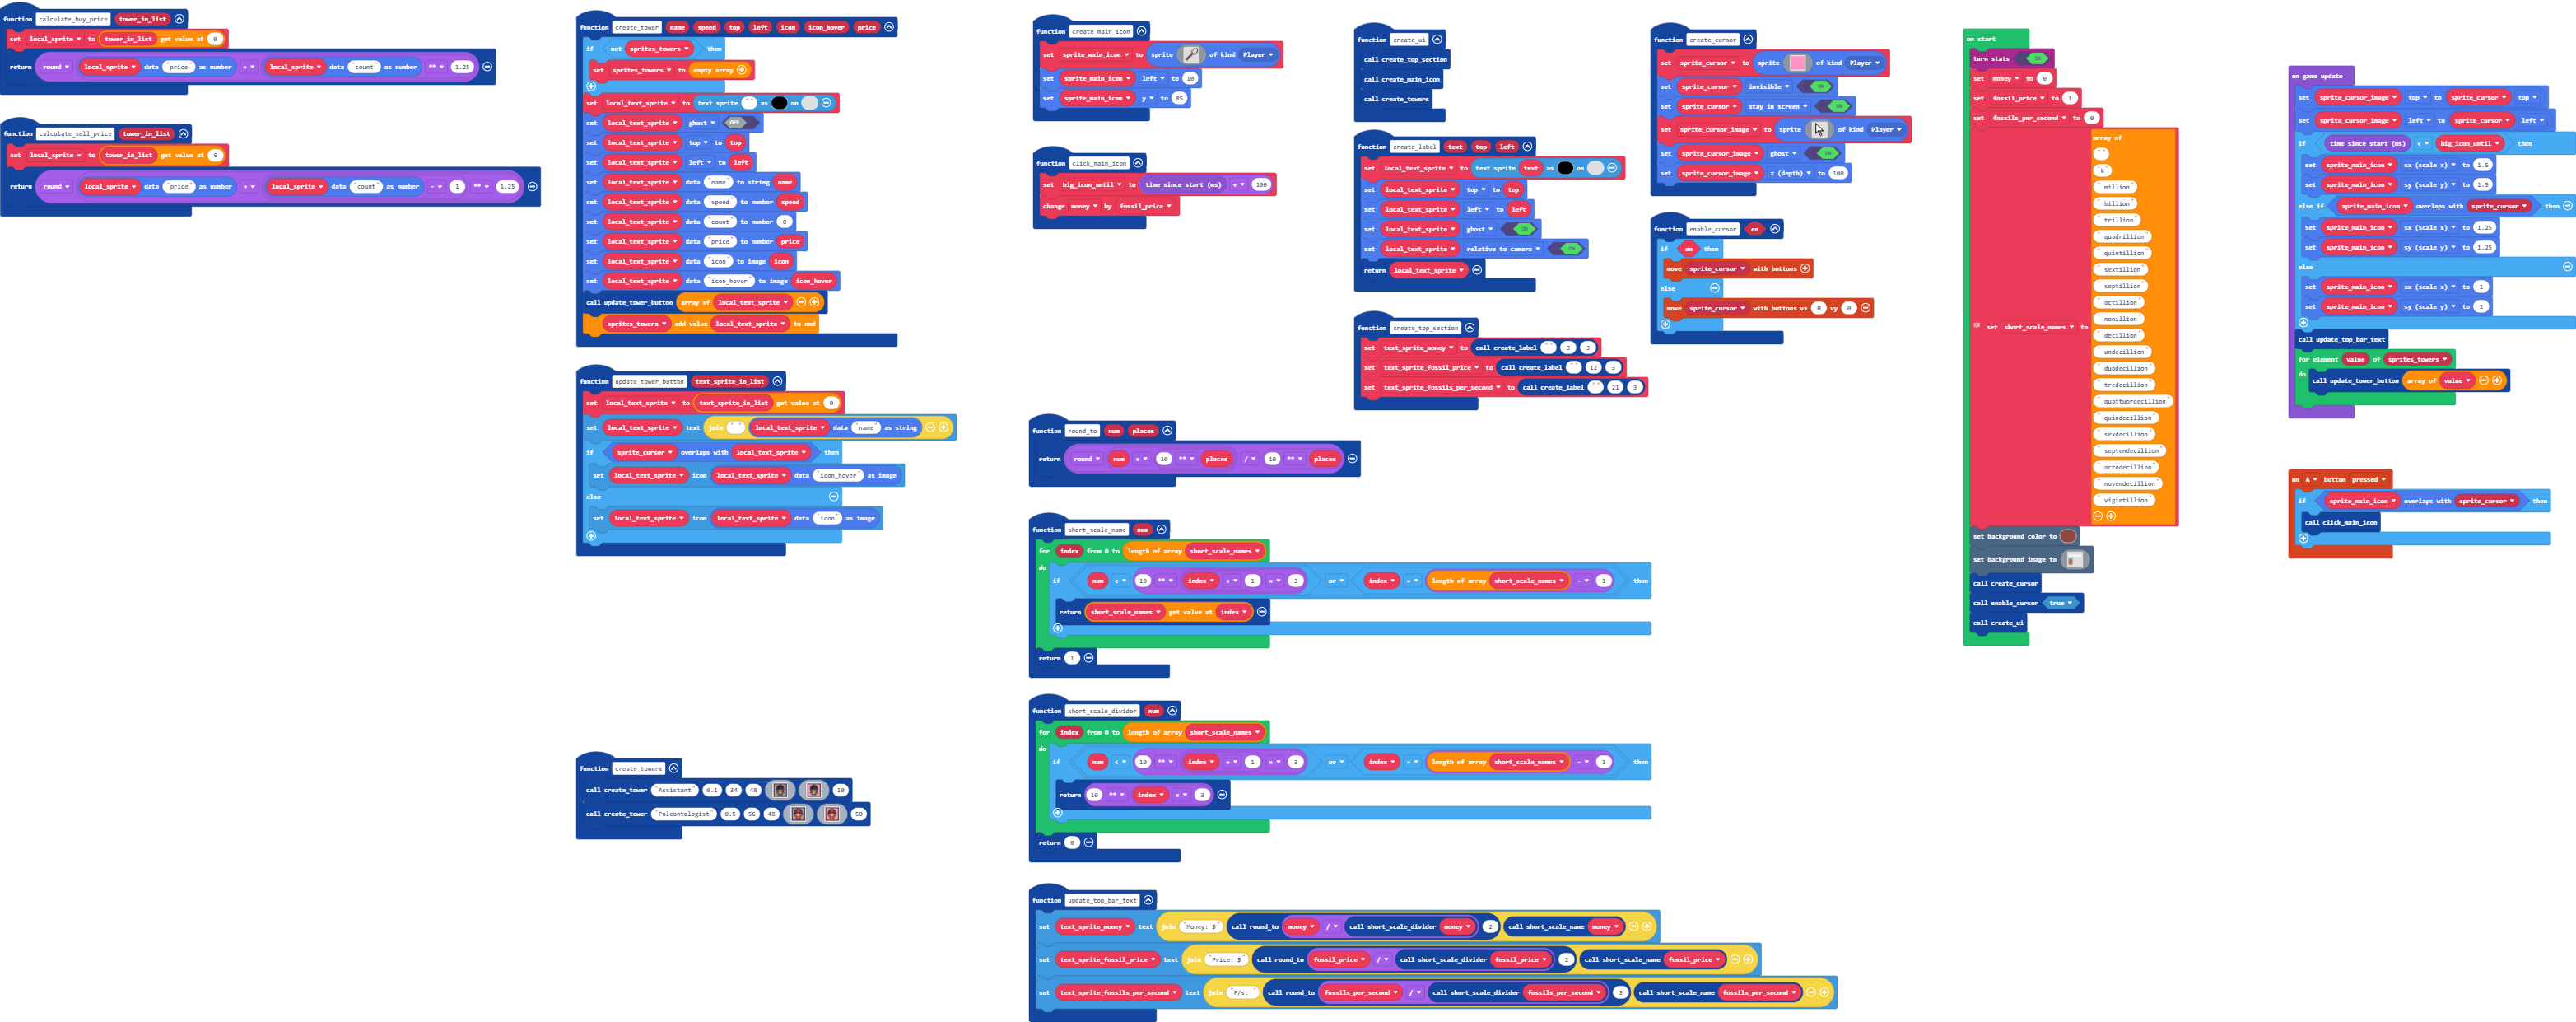 function calculate_buy_price tower_in_list
set local_sprite to tower_in_list get value at 0
return round local_sprite data "price" as number + local_sprite data "count" as number ** 1.25
function calculate_sell_price tower_in_list
set local_sprite to tower_in_list get value at 0
return round local_sprite data "price" as number + local_sprite data "count" as number - 1 ** 1.25
function create_tower name speed top left icon icon_hover price
if not sprites_towers then
set sprites_towers to empty array
set local_text_sprite to text sprite " " as on
set local_text_sprite ghost OFF
set local_text_sprite top to top
set local_text_sprite left to left
set local_text_sprite data "name" to string name
set local_text_sprite data "speed" to number speed
set local_text_sprite data "count" to number 0
set local_text_sprite data "price" to number price
set local_text_sprite data "icon" to image icon
set local_text_sprite data "icon_hover" to image icon_hover
call update_tower_button array of local_text_sprite
sprites_towers add value local_text_sprite to end
function update_tower_button text_sprite_in_list
set local_text_sprite to text_sprite_in_list get value at 0
set local_text_sprite text join " " local_text_sprite data "name" as string
if sprite_cursor overlaps with local_text_sprite then
set local_text_sprite icon local_text_sprite data "icon_hover" as image
else
set local_text_sprite icon local_text_sprite data "icon" as image
function create_towers
call create_tower "Assistant" 0.1 34 48 10
call create_tower "Paleontologist" 0.5 56 48 50
function create_main_icon
set sprite_main_icon to sprite of kind Player
set sprite_main_icon left to 10
set sprite_main_icon y to 85
function click_main_icon
set big_icon_until to time since start (ms) + 100
change money by fossil_price
function create_ui
call create_top_section
call create_main_icon
call create_towers
function create_label text top left
set local_text_sprite to text sprite text as on
set local_text_sprite top to top
set local_text_sprite left to left
set local_text_sprite ghost ON
set local_text_sprite relative to camera ON
return local_text_sprite
function create_top_section
set text_sprite_money to call create_label " " 3 3
set text_sprite_fossil_price to call create_label " " 12 3
set text_sprite_fossils_per_second to call create_label " " 21 3
function round_to num places
return round num × 10 ** places / 10 ** places
function short_scale_name num
for index from 0 to length of array short_scale_names
do
if num < 10 ** index + 1 × 3 or index = length of array short_scale_names - 1 then
return short_scale_names get value at index
return 1
function short_scale_divider num
for index from 0 to length of array short_scale_names
do
if num < 10 ** index + 1 × 3 or index = length of array short_scale_names - 1 then
return 10 ** index × 3
return 0
function update_top_bar_text
set text_sprite_money text join "Money: $" call round_to money / call short_scale_divider money 2 call short_scale_name money
set text_sprite_fossil_price text join "Price: $" call round_to fossil_price / call short_scale_divider fossil_price 2 call short_scale_name fossil_price
set text_sprite_fossils_per_second text join "F/s: " call round_to fossils_per_second / call short_scale_divider fossils_per_second 3 call short_scale_name fossils_per_second
function create_cursor
set sprite_cursor to sprite of kind Player
set sprite_cursor invisible ON
set sprite_cursor stay in screen ON
set sprite_cursor_image to sprite of kind Player
set sprite_cursor_image ghost ON
set sprite_cursor_image z (depth) to 100
function enable_cursor en
if en then
move sprite_cursor with buttons
else
move sprite_cursor with buttons vx 0 vy 0
on start
turn stats ON
set money to 0
set fossil_price to 1
set fossils_per_second to 0
set short_scale_names to
array of
" "
"k"
"million"
"billion"
"trillion"
"quadrillion"
"quintillion"
"sextillion"
"septillion"
"octillion"
"nonillion"
"decillion"
"undecillion"
"duodecillion"
"tredecillion"
"quattuordecillion"
"quindecillion"
"sexdecillion"
"septendecillion"
"octodecillion"
"novemdecillion"
"vigintillion"
set background color to
set background image to
call create_cursor
call enable_cursor true
call create_ui
on game update
set sprite_cursor_image top to sprite_cursor top
set sprite_cursor_image left to sprite_cursor left
if time since start (ms) < big_icon_until then
set sprite_main_icon sx (scale x) to 1.5
set sprite_main_icon sy (scale y) to 1.5
else if sprite_main_icon overlaps with sprite_cursor then
set sprite_main_icon sx (scale x) to 1.25
set sprite_main_icon sy (scale y) to 1.25
else
set sprite_main_icon sx (scale x) to 1
set sprite_main_icon sy (scale y) to 1
call update_top_bar_text
for element value of sprites_towers
do
call update_tower_button array of value
on A button pressed
if sprite_main_icon overlaps with sprite_cursor then
call click_main_icon